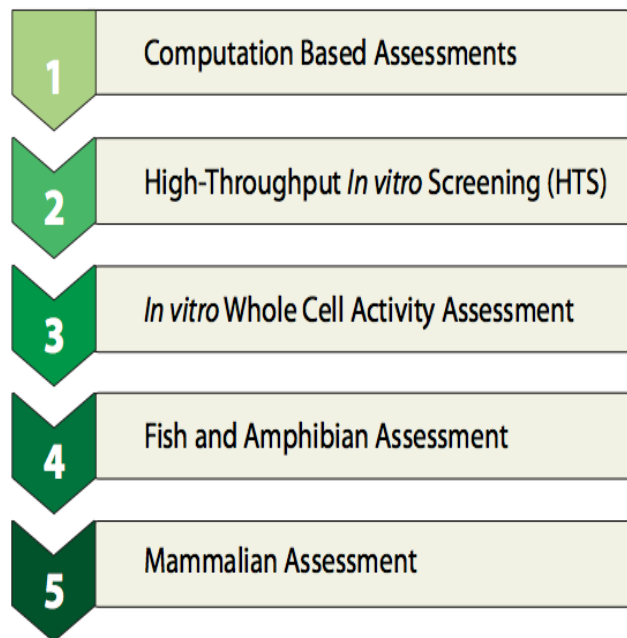 1 Computation Based Assessments
2 High-Throughput In vitro Screening (HTS)
3 In vitro Whole Cell Activity Assessment
4 Fish and Amphibian Assessment
5 Mammalian Assessment